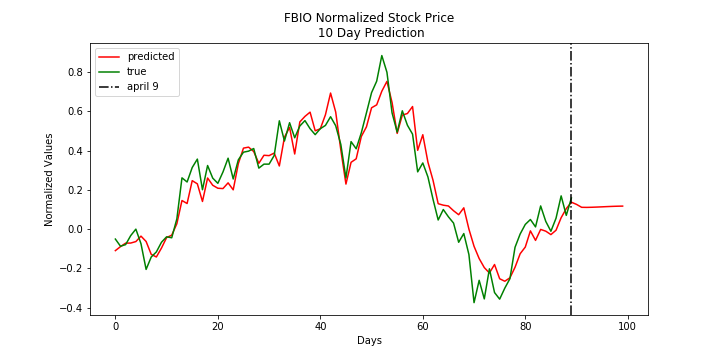 FBIO Normalized Stock Price
10 Day Prediction
predicted
true
april 9
Normalized Values
0.8
0.6
0.4
0.2
0.0
−0.2
−0.4
0
20
40
60
80
100
Days